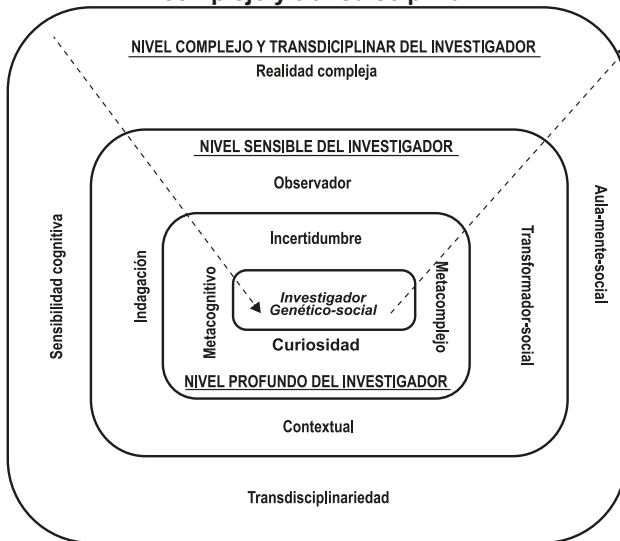 NIVEL COMPLEJO Y TRANSDICIPLINAR DEL INVESTIGADOR
Realidad compleja
NIVEL SENSIBLE DEL INVESTIGADOR
Observador
Incertidumbre
Sensibilidad cognitiva
Indagación
Metacognitivo
Investigador
Genético-social
Metacomplejo
Transformador-social
Aula-mente-social
Curiosidad
NIVEL PROFUNDO DEL INVESTIGADOR
Contextual
Transdisciplinariedad